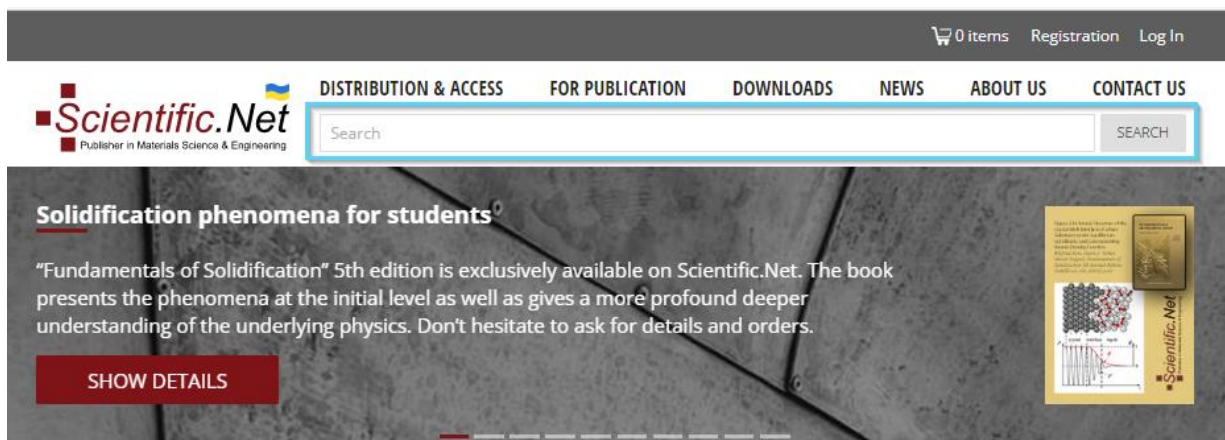 0 items Registration Log In
DISTRIBUTION & ACCESS FOR PUBLICATION DOWNLOADS NEWS ABOUT US CONTACT US
Scientific.Net
Publisher in Materials Science & Engineering
Search SEARCH
Solidification phenomena for students
“Fundamentals of Solidification” 5th edition is exclusively available on Scientific.Net. The book
presents the phenomena at the initial level as well as gives a more profound deeper
understanding of the underlying physics. Don't hesitate to ask for details and orders.
SHOW DETAILS
Scientific.Net